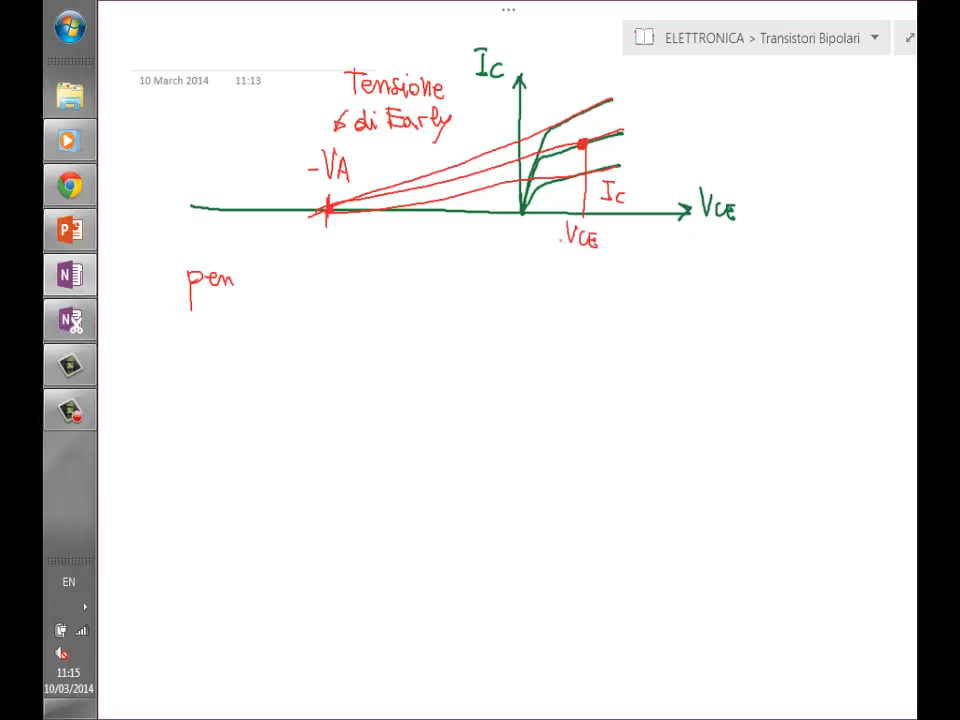 ELETTRONICA > Transistori Bipolari
10 March 2014 11:13
IC
Tensione
di Early
-VA
IC
VCE
VCE
pen
EN
11:15
10/03/2014